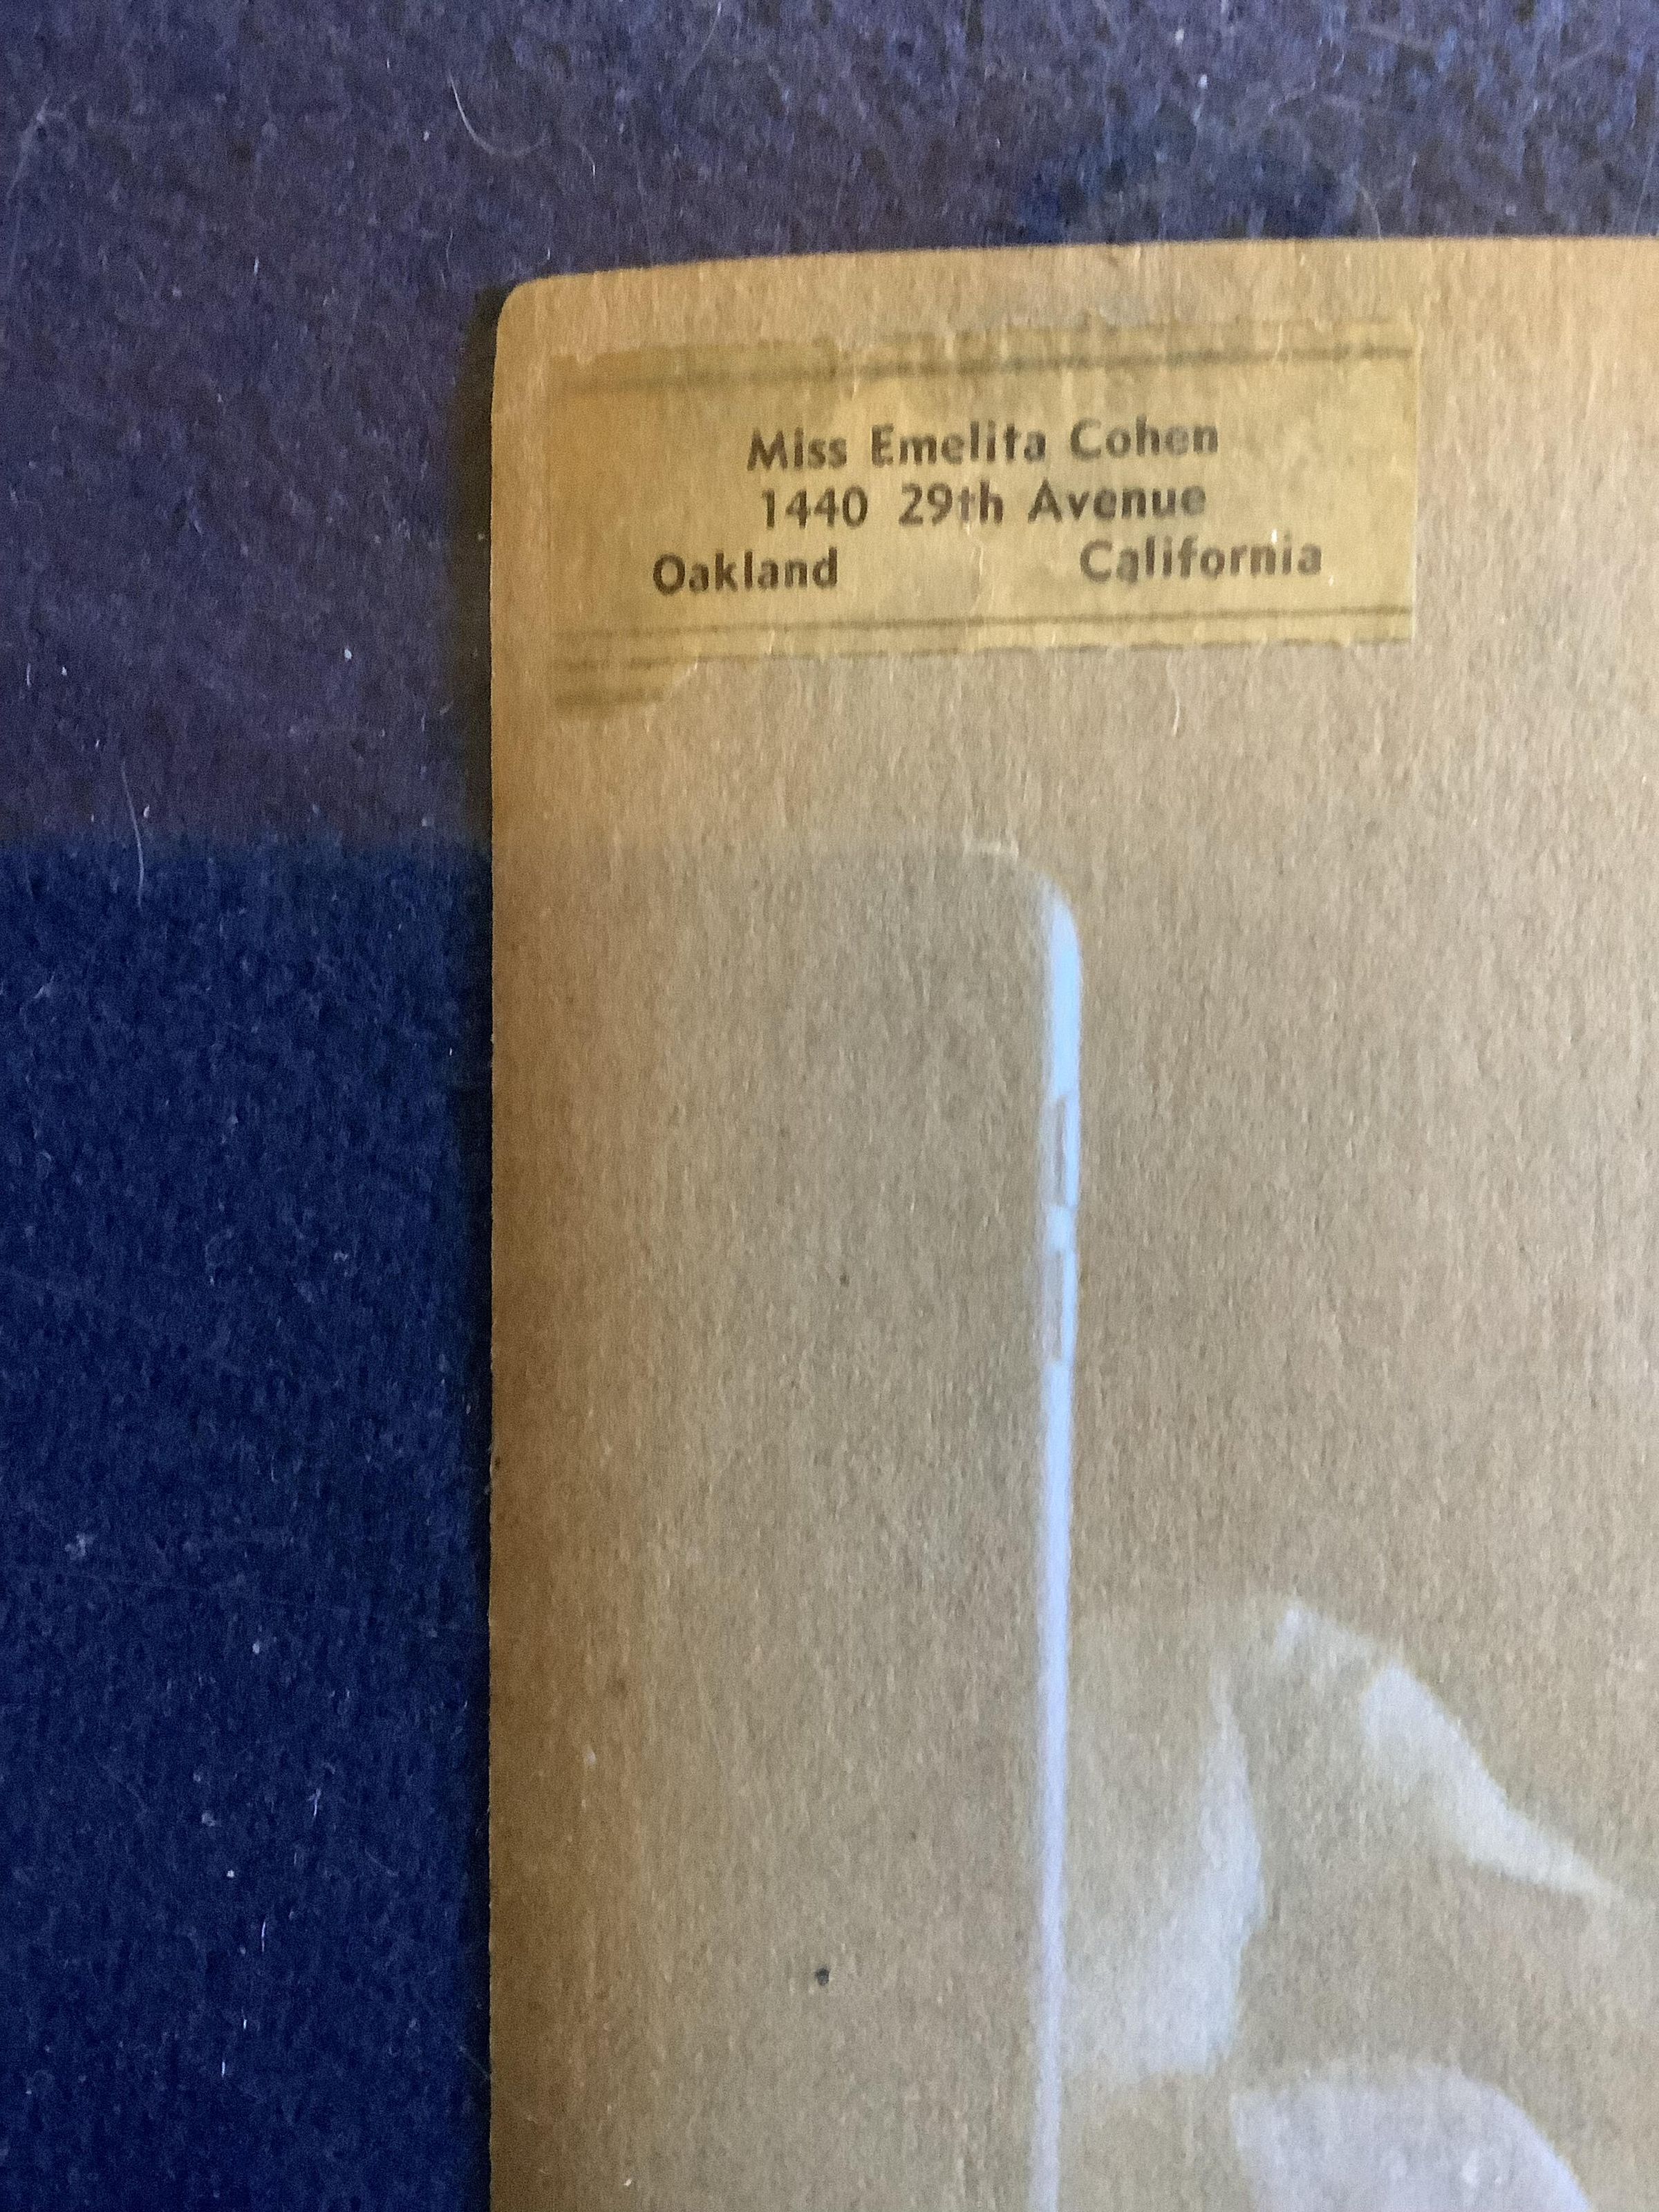 Miss Emelita Cohen
1440 29th Avenue
Oakland California